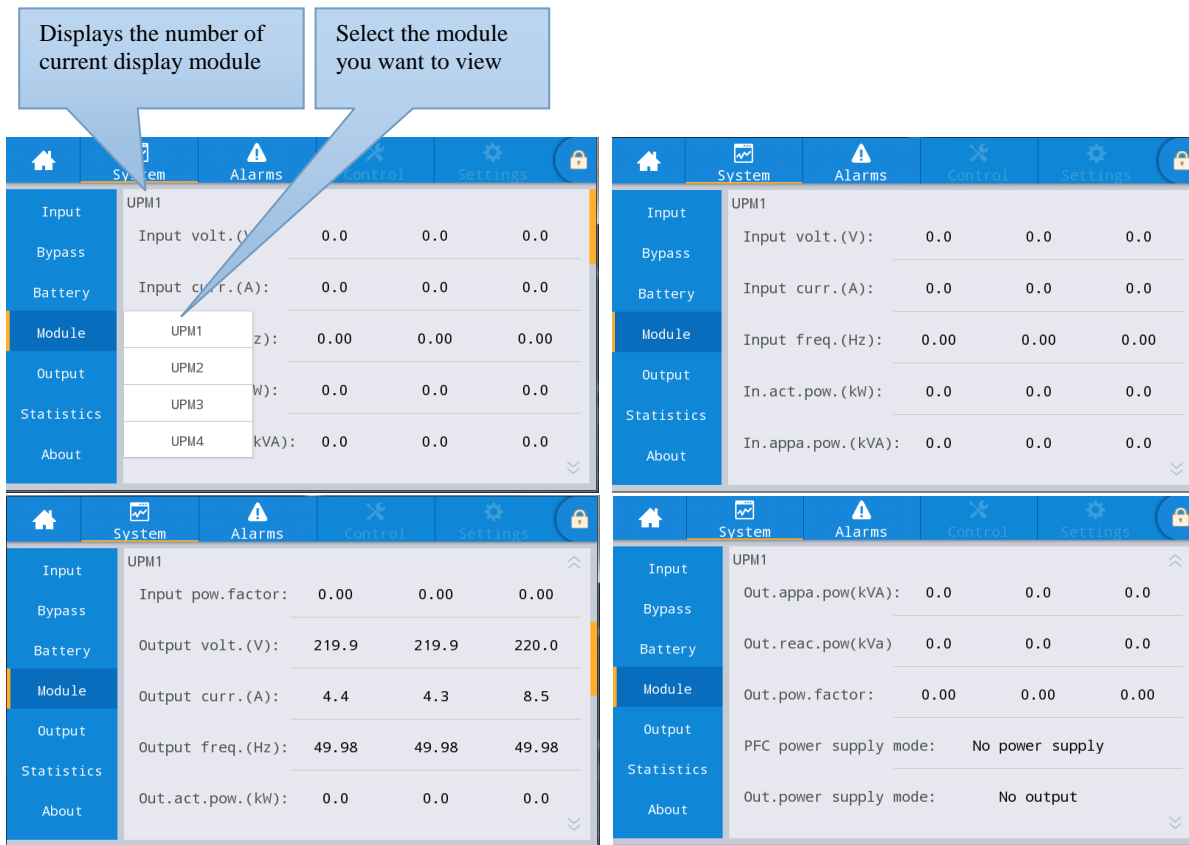 Displays the number of
current display module
Select the module
you want to view
System
Alarms
Control
Settings
Input
Bypass
Battery
Module
Output
Statistics
About
UPM1
Input volt.(V
0.0 0.0 0.0
Input curr.(A): 0.0 0.0 0.0
z): 0.00 0.00 0.00
W): 0.0 0.0 0.0
kVA): 0.0 0.0 0.0
UPM1
UPM2
UPM3
UPM4
System
Alarms
Control
Settings
Input
Bypass
Battery
Module
Output
Statistics
About
UPM1
Input volt.(V): 0.0 0.0 0.0
Input curr.(A): 0.0 0.0 0.0
Input freq.(Hz): 0.00 0.00 0.00
In.act.pow.(kW): 0.0 0.0 0.0
In.appa.pow.(kVA): 0.0 0.0 0.0
System
Alarms
Control
Settings
Input
Bypass
Battery
Module
Output
Statistics
About
UPM1
Input pow.factor: 0.00 0.00 0.00
Output volt.(V): 219.9 219.9 220.0
Output curr.(A): 4.4 4.3 8.5
Output freq.(Hz): 49.98 49.98 49.98
Out.act.pow.(kW): 0.0 0.0 0.0
System
Alarms
Control
Settings
Input
Bypass
Battery
Module
Output
Statistics
About
UPM1
Out.appa.pow(kVA): 0.0 0.0 0.0
Out.reac.pow(kVa) 0.0 0.0 0.0
Out.pow.factor: 0.00 0.00 0.00
PFC power supply mode: No power supply
Out.power supply mode: No output